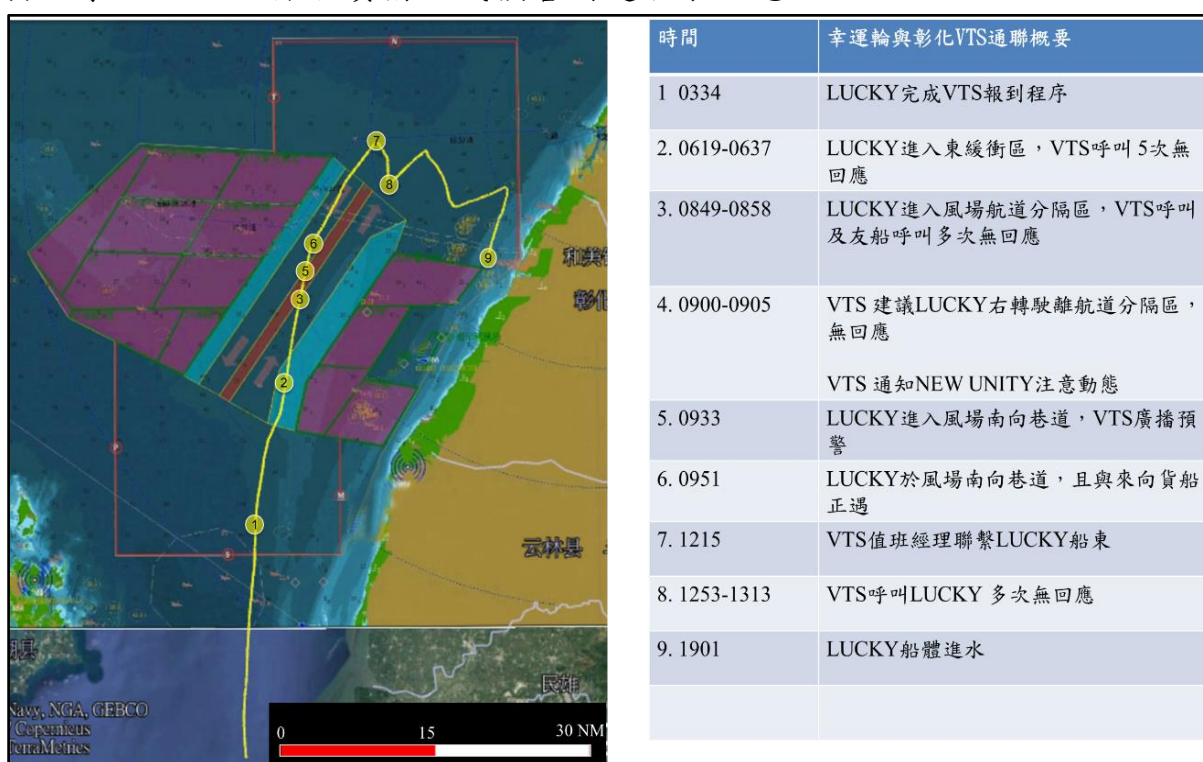 N
Y
7
8
6
9
5
3
2
P
M
1
S
和美
彰化
云林县
民雄
Navy, NGA, GEBCO
/ Copernicus
TerraMetrics
0 15 30 NM
時間 幸運輪與彰化VTS通聯概要
1 0334 LUCKY完成VTS報到程序
2. 0619-0637 LUCKY進入東緩衝區，VTS呼叫 5次無
回應
3. 0849-0858 LUCKY進入風場航道分隔區，VTS呼叫
及友船呼叫多次無回應
4. 0900-0905 VTS 建議LUCKY右轉駛離航道分隔區，
無回應
VTS 通知NEW UNITY注意動態
5. 0933 LUCKY進入風場南向巷道，VTS廣播預
警
6. 0951 LUCKY於風場南向巷道，且與來向貨船
正遇
7. 1215 VTS值班經理聯繫LUCKY船東
8. 1253-1313 VTS呼叫LUCKY 多次無回應
9. 1901 LUCKY船體進水